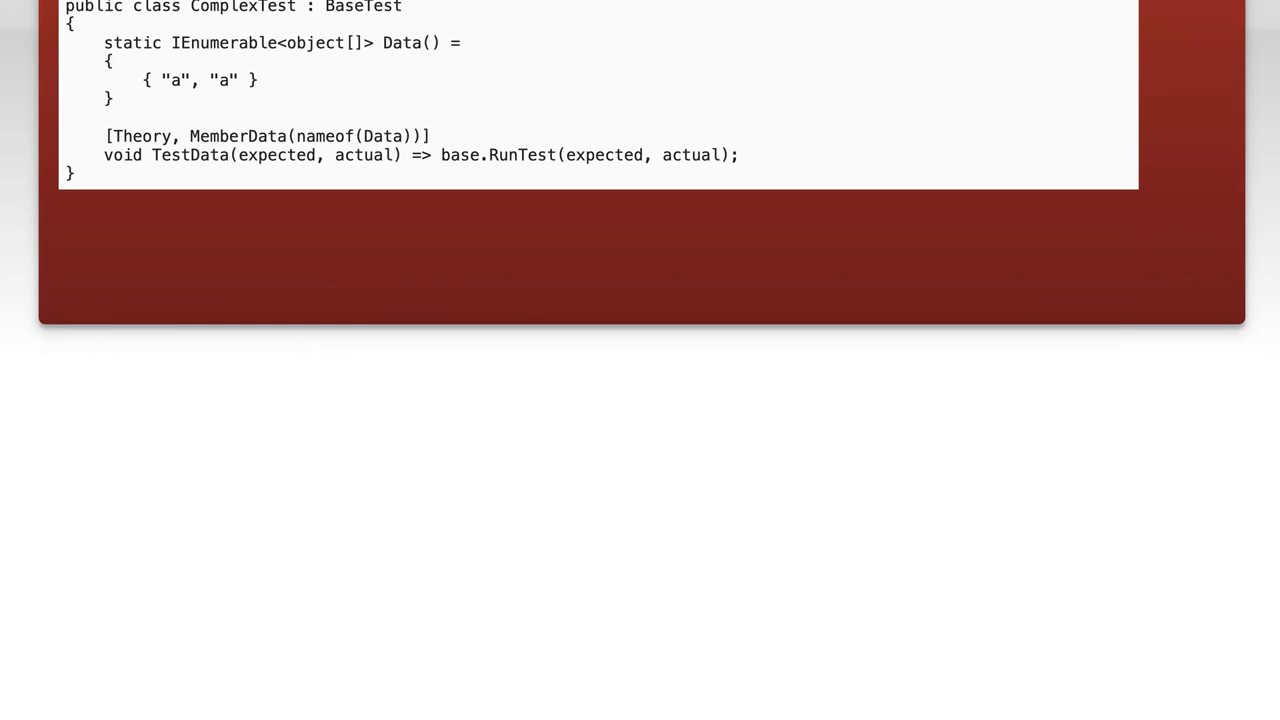 public class ComplexTest : BaseTest
{
    static IEnumerable<object[]> Data() =
    {
        { "a", "a" }
    }

    [Theory, MemberData(nameof(Data))]
    void TestData(expected, actual) => base.RunTest(expected, actual);
}